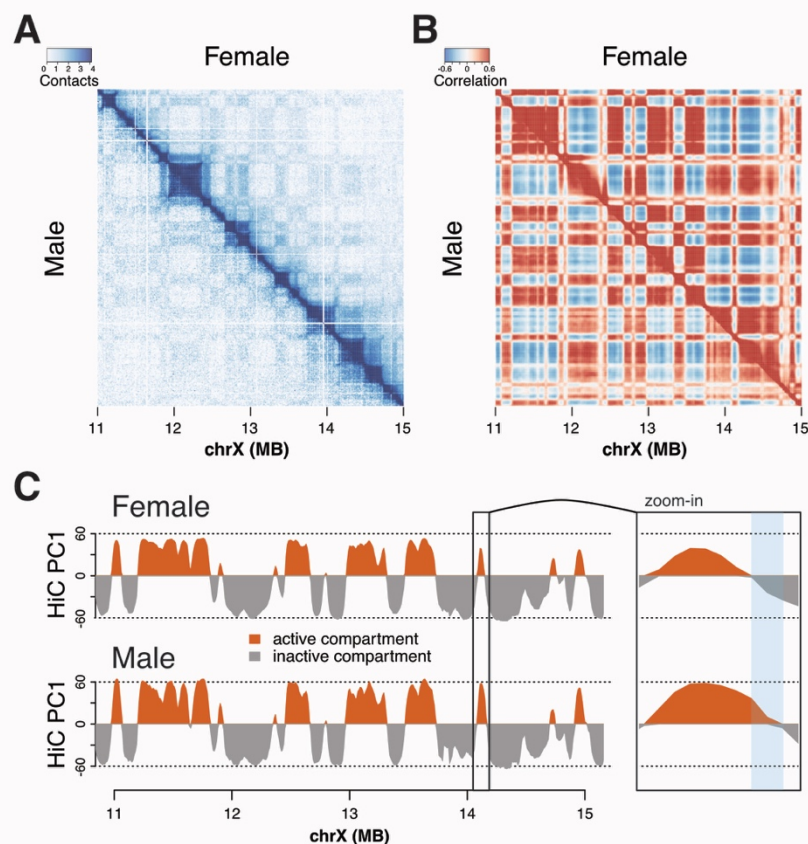 A
B
Female
Female
0 1 2 3 4
Contacts
-0.6 0 0.6
Correlation
Male
Male
11 12 13 14 15
chrX (MB)
11 12 13 14 15
chrX (MB)
C
Female
zoom-in
HiC PC1
60
0
-60
active compartment
inactive compartment
Male
HiC PC1
60
0
-60
11 12 13 14 15
chrX (MB)